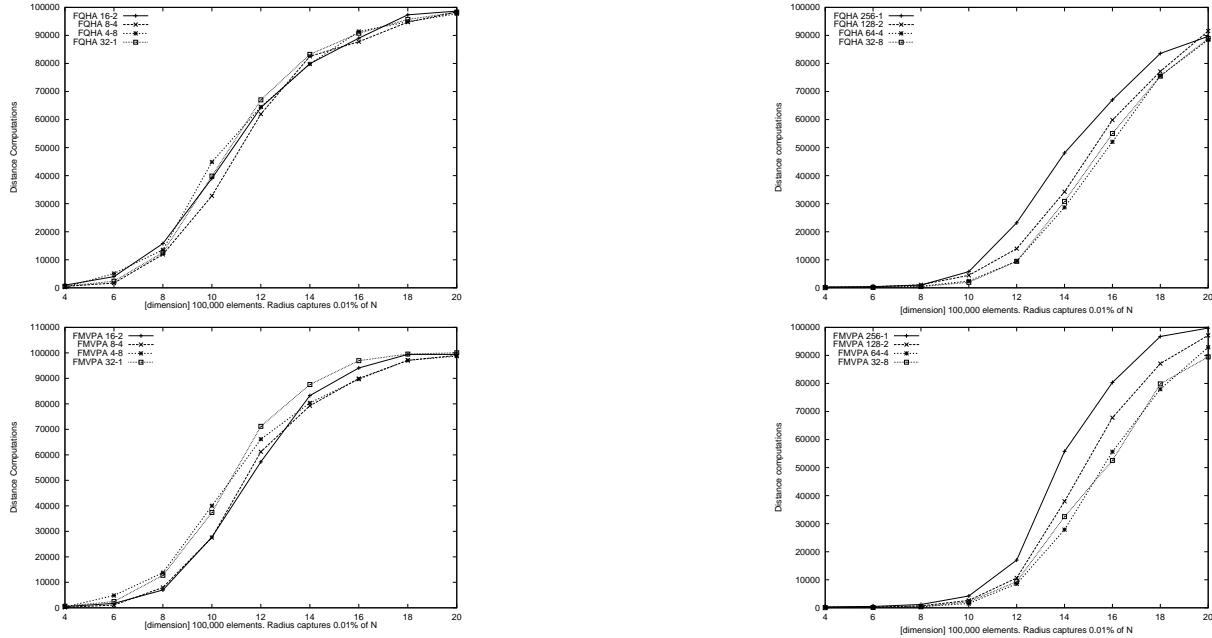 100000
90000
80000
70000
60000
50000
40000
30000
20000
10000
0
Distance Computations
FQHA 16-2
FQHA 8-4
FQHA 4-8
FQHA 32-1
4 6 8 10 12 14 16 18 20
[dimension] 100,000 elements. Radius captures 0.01% of N
100000
90000
80000
70000
60000
50000
40000
30000
20000
10000
0
Distance computations
FQHA 256-1
FQHA 128-2
FQHA 64-4
FQHA 32-8
4 6 8 10 12 14 16 18 20
[dimension] 100,000 elements. Radius captures 0.01% of N
110000
100000
90000
80000
70000
60000
50000
40000
30000
20000
10000
0
Distance Computations
FMVPA 16-2
FMVPA 8-4
FMVPA 4-8
FMVPA 32-1
4 6 8 10 12 14 16 18 20
[dimension] 100,000 elements. Radius captures 0.01% of N
100000
90000
80000
70000
60000
50000
40000
30000
20000
10000
0
Distance Computations
FMVPA 256-1
FMVPA 128-2
FMVPA 64-4
FMVPA 32-8
4 6 8 10 12 14 16 18 20
[dimension] 100,000 elements. Radius captures 0.01% of N